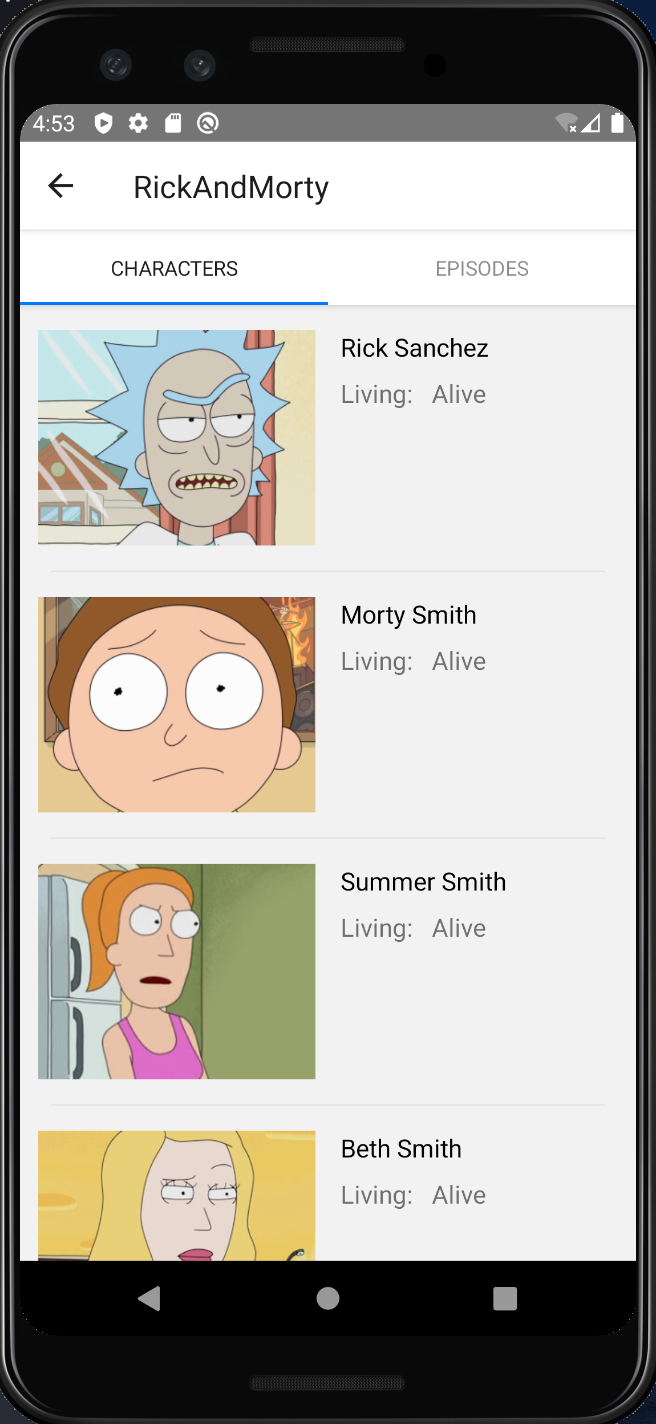 4:53
RickAndMorty
CHARACTERS EPISODES
Rick Sanchez
Living: Alive
Morty Smith
Living: Alive
Summer Smith
Living: Alive
Beth Smith
Living: Alive